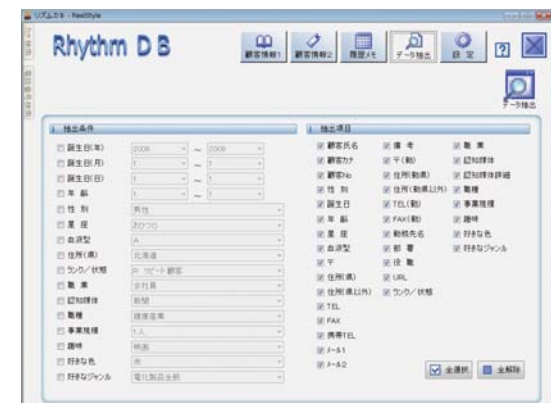 リズムDB - RealStyle
Rhythm D B
顧客情報1
顧客情報2
履歴メモ
データ抽出
設 定
データ抽出
抽出条件
誕生日(年) 2008 ~ 2008
誕生日(月) 1 ~ 1
誕生日(日) 1 ~ 1
年 齢 1 ~ 1
性 別 男性
星 座 おひつじ
血液型 A
住所(県) 北海道
ランク/状態 R リピート顧客
職 業 会社員
認知媒体 新聞
職種 健康産業
事業規模 1人
趣味 映画
好きな色 赤
好きなジャンル 電化製品全般
抽出項目
顧客氏名
顧客カナ
顧客No
性 別
誕生日
年 齢
星 座
血液型
〒
住所(県)
住所(県以外)
TEL
FAX
携帯TEL
メール1
メール2
備 考
〒(勤)
住所(勤県)
住所(勤県以外)
TEL(勤)
FAX(勤)
勤務先名
部 署
役 職
URL
ランク/状態
職 業
認知媒体
認知媒体詳細
職種
事業規模
趣味
好きな色
好きなジャンル
全選択
全解除